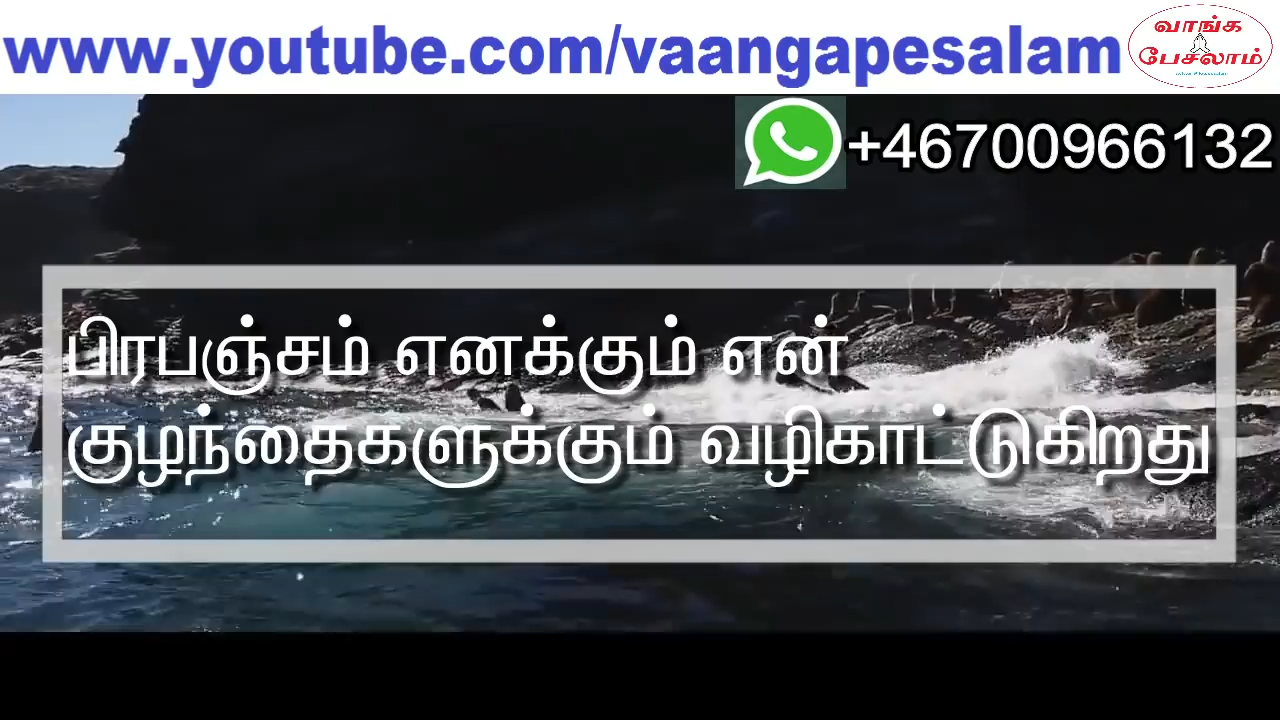 www.youtube.com/vaangapesalam
வாங்க
பேசலாம்
+46700966132
பிரபஞ்சம் எனக்கும் என்
குழந்தைகளுக்கும் வழிகாட்டுகிறது